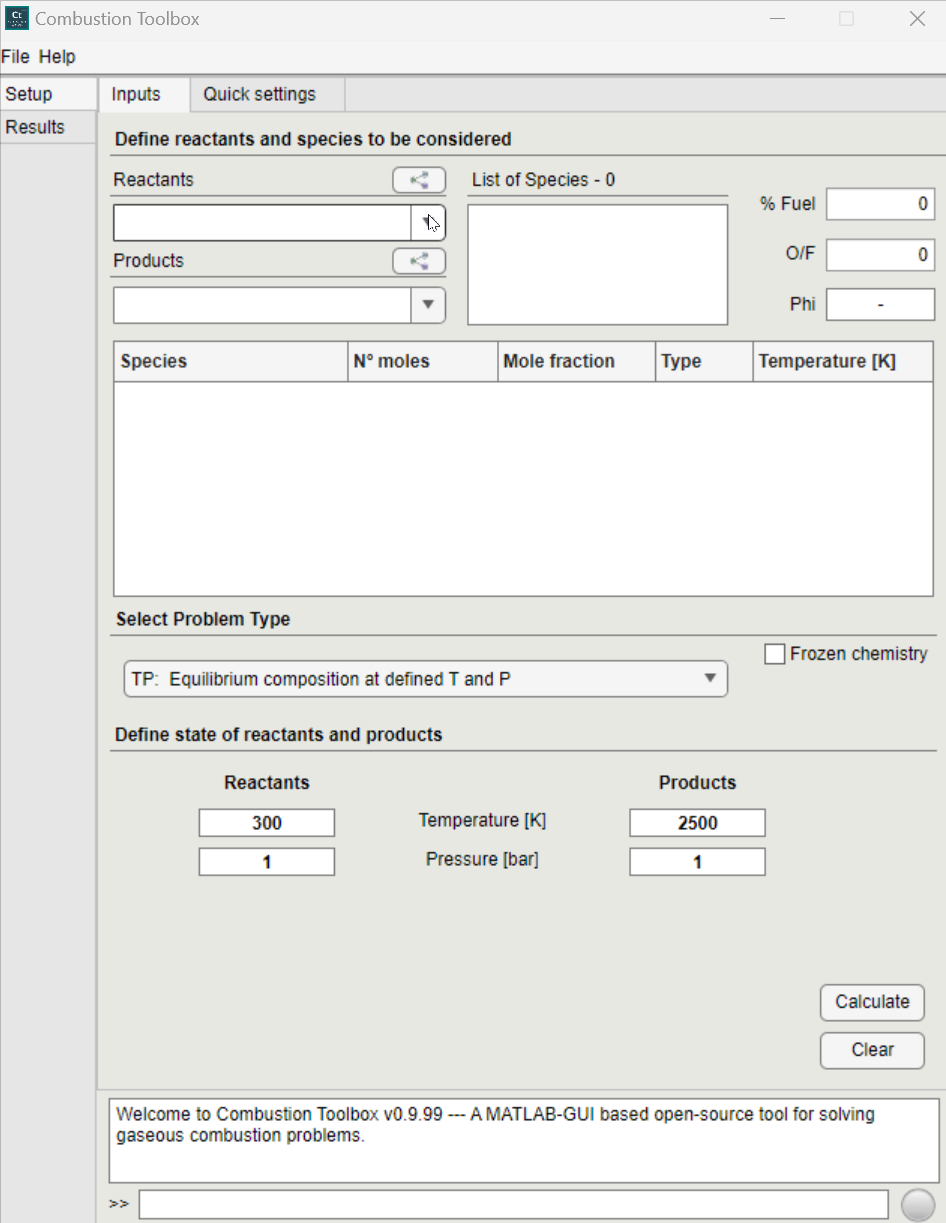 Combustion Toolbox
File Help
Setup
Results
Inputs
Quick settings
Define reactants and species to be considered
Reactants
List of Species - 0
% Fuel 0
O/F 0
Phi -
Products
Species N° moles Mole fraction Type Temperature [K]
Select Problem Type
Frozen chemistry
TP: Equilibrium composition at defined T and P
Define state of reactants and products
Reactants Products
300 Temperature [K] 2500
1 Pressure [bar] 1
Calculate
Clear
Welcome to Combustion Toolbox v0.9.99 --- A MATLAB-GUI based open-source tool for solving
gaseous combustion problems.
>>